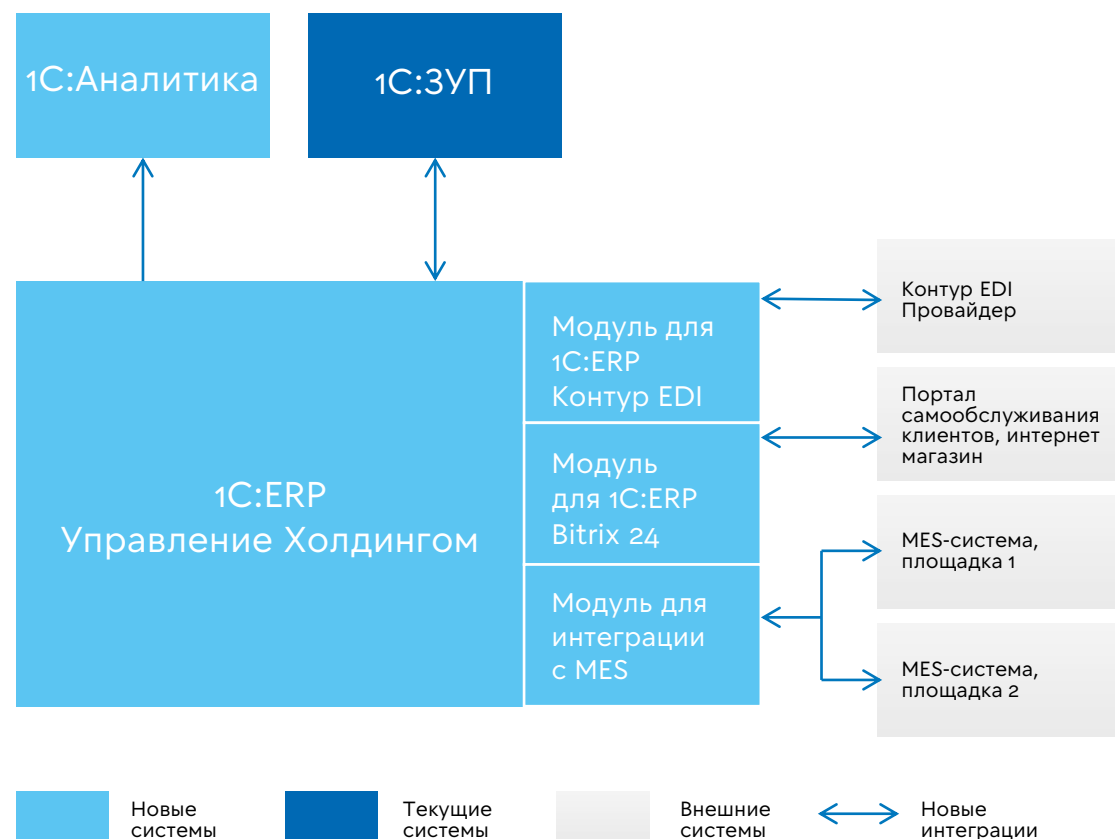 1С:Аналитика
1С:ЗУП
1С:ERP
Управление Холдингом
Модуль для
1С:ERP
Контур EDI
Модуль
для 1С:ERP
Bitrix 24
Модуль для
интеграции
с MES
Контур EDI
Провайдер
Портал
самообслуживания
клиентов, интернет
магазин
MES-система,
площадка 1
MES-система,
площадка 2
Новые
системы
Текущие
системы
Внешние
системы
Новые
интеграции